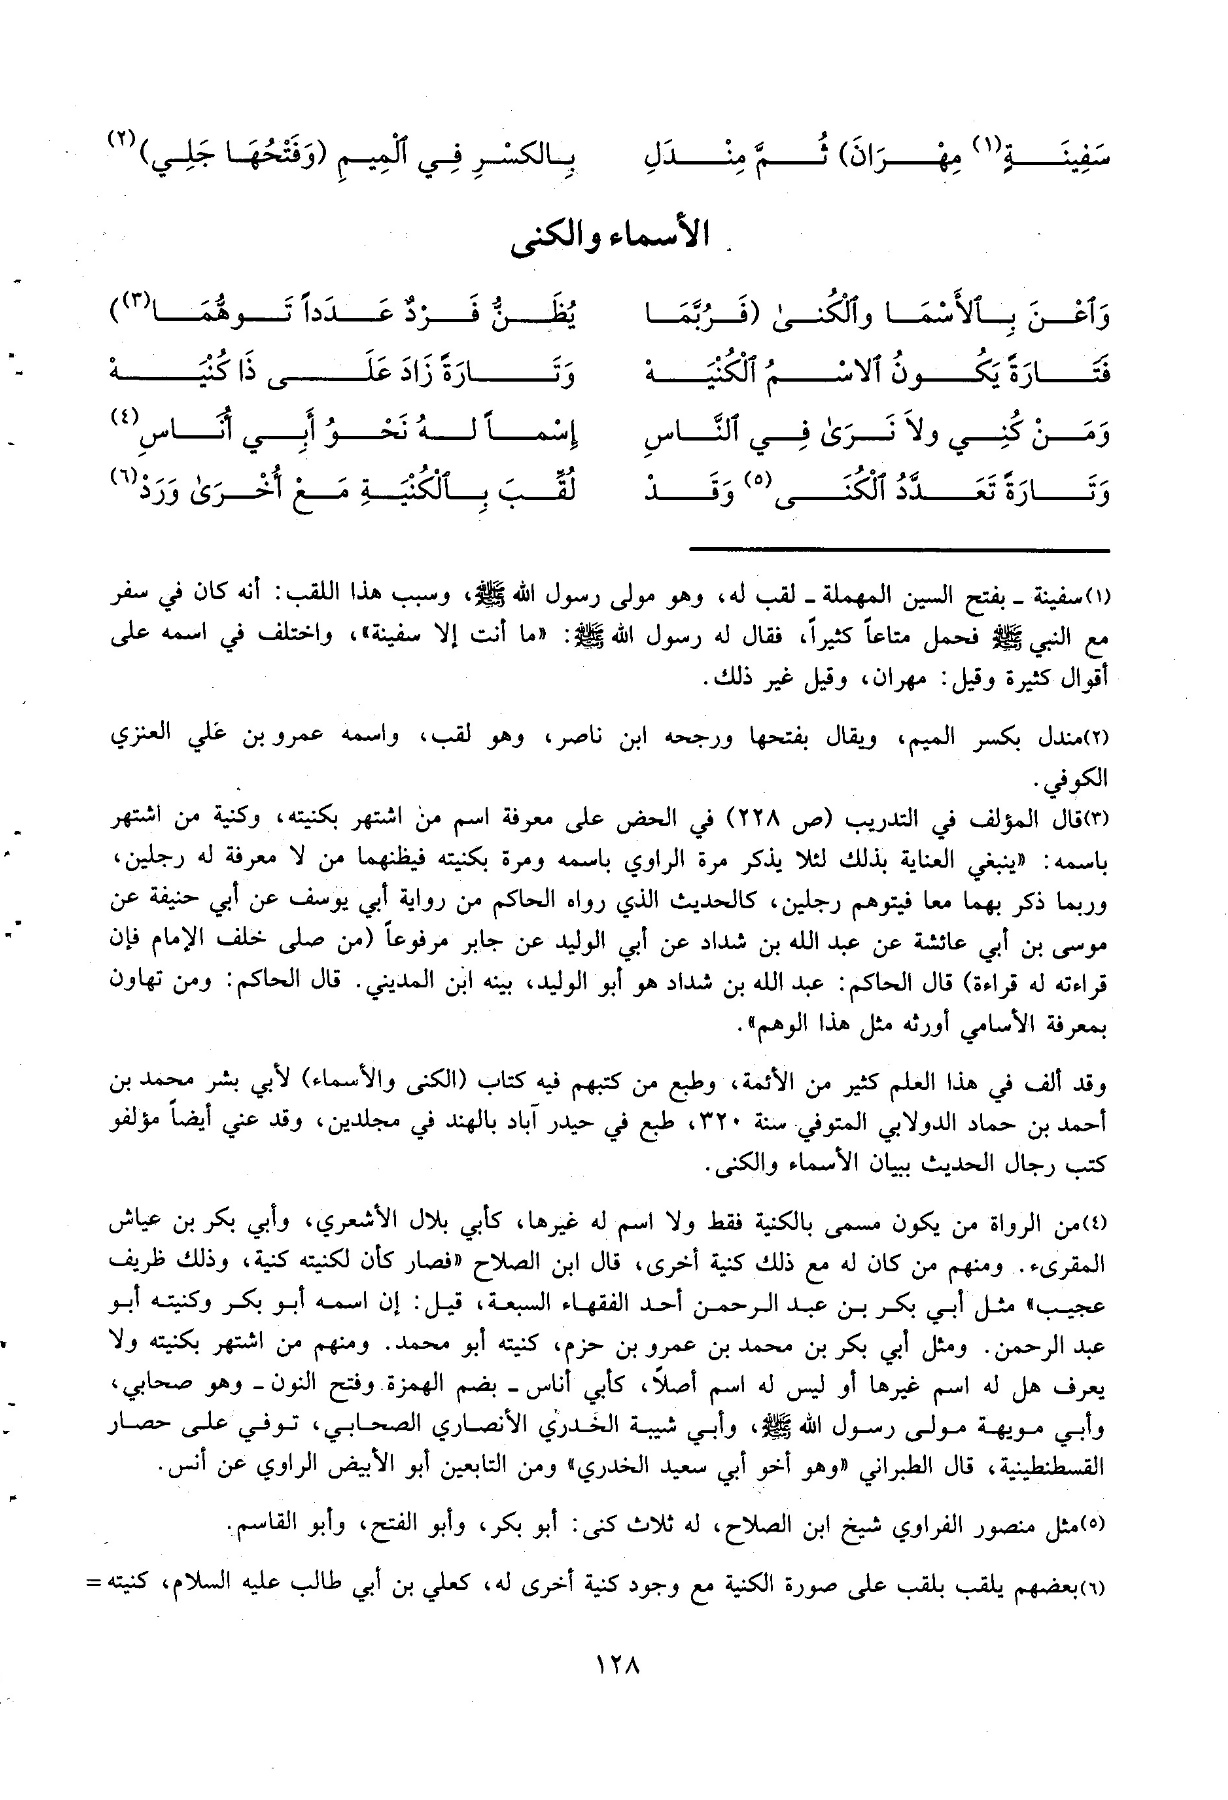 سَفِينَةٍ(١) مِهْرَانَ) ثُمَّ مِنْدَلِ    بِالكَسْرِ فِي ٱلْمِيمِ (وَفَتْحُهَا جَلِي)(٢)
الأسماء والكنى
وَٱعْنَ بِٱلأَسْمَا وٱلْكُنىٰ (فَرُبَّمَا    يُظَنُّ فَرْدٌ عَدَداً تَوهُّمَا(٣))
فَتَارَةً يَكُونُ ٱلاسْمُ ٱلْكُنْيَهْ    وَتَارَةً زَادَ عَلَى ذَا كُنْيَهْ
وَمَنْ كُنِي ولاَ نَرَىٰ فِي ٱلنَّاسِ    إِسْماً لهُ نَحْوُ أَبِي أُنَاسِ(٤)
وَتَارَةً تَعَدَّدُ ٱلْكُنَى(٥) وَقَدْ    لُقِّبَ بِٱلْكُنْيَةِ مَعْ أُخْرَىٰ وَرَدْ(٦)
(١)سفينة ـ بفتح السين المهملة ـ لقب له، وهو مولى رسول الله ﷺ، وسبب هذا اللقب: أنه كان في سفر
مع النبي ﷺ فحمل متاعاً كثيراً، فقال له رسول الله ﷺ: «ما أنت إلا سفينة»، واختلف في اسمه على
أقوال كثيرة وقيل: مهران، وقيل غير ذلك.
(٢)مندل بكسر الميم، ويقال بفتحها ورجحه ابن ناصر، وهو لقب، واسمه عمرو بن علي العنزي
الكوفي.
(٣)قال المؤلف في التدريب (ص ٢٢٨) في الحض على معرفة اسم من اشتهر بكنيته، وكنية من اشتهر
باسمه: «ينبغي العناية بذلك لئلا يذكر مرة الراوي باسمه ومرة بكنيته فيظنهما من لا معرفة له رجلين،
وربما ذكر بهما معا فيتوهم رجلين، كالحديث الذي رواه الحاكم من رواية أبي يوسف عن أبي حنيفة عن
موسى بن أبي عائشة عن عبد الله بن شداد عن أبي الوليد عن جابر مرفوعاً (من صلى خلف الإمام فإن
قراءته له قراءة) قال الحاكم: عبد الله بن شداد هو أبو الوليد، بينه ابن المديني. قال الحاكم: ومن تهاون
بمعرفة الأسامي أورثه مثل هذا الوهم».
وقد ألف في هذا العلم كثير من الأئمة، وطبع من كتبهم فيه كتاب (الكنى والأسماء) لأبي بشر محمد بن
أحمد بن حماد الدولابي المتوفي سنة ٣٢٠، طبع في حيدر آباد بالهند في مجلدين، وقد عني أيضاً مؤلفو
كتب رجال الحديث ببيان الأسماء والكنى.
(٤)من الرواة من يكون مسمى بالكنية فقط ولا اسم له غيرها، كأبي بلال الأشعري، وأبي بكر بن عياش
المقرىء. ومنهم من كان له مع ذلك كنية أخرى، قال ابن الصلاح «فصار كأن لكنيته كنية، وذلك ظريف
عجيب» مثل أبي بكر بن عبد الرحمن أحد الفقهاء السبعة، قيل: إن اسمه أبو بكر وكنيته أبو
عبد الرحمن. ومثل أبي بكر بن محمد بن عمرو بن حزم، كنيته أبو محمد. ومنهم من اشتهر بكنيته ولا
يعرف هل له اسم غيرها أو ليس له اسم أصلاً، كأبي أناس ـ بضم الهمزة وفتح النون ـ وهو صحابي،
وأبي مويهة مولى رسول الله ﷺ، وأبي شيبة الخدري الأنصاري الصحابي، توفي على حصار
القسطنطينية، قال الطبراني «وهو أخو أبي سعيد الخدري» ومن التابعين أبو الأبيض الراوي عن أنس.
(٥)مثل منصور الفراوي شيخ ابن الصلاح، له ثلاث كنى: أبو بكر، وأبو الفتح، وأبو القاسم.
(٦)بعضهم يلقب بلقب على صورة الكنية مع وجود كنية أخرى له، كعلي بن أبي طالب عليه السلام، كنيته =
١٢٨